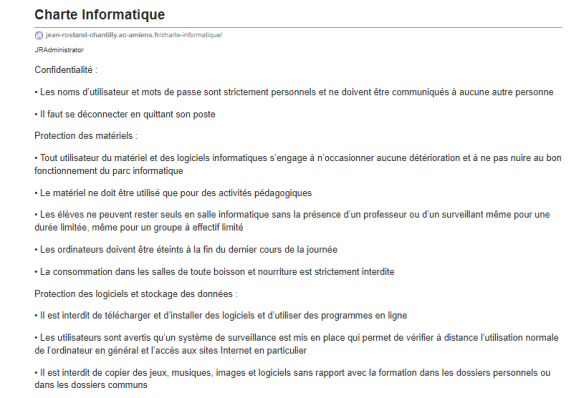 Charte Informatique
jean-rostand-chantilly.ac-amiens.fr/charte-informatique/
JRAdministrator
Confidentialité :
• Les noms d'utilisateur et mots de passe sont strictement personnels et ne doivent être communiqués à aucune autre personne
• Il faut se déconnecter en quittant son poste
Protection des matériels :
• Tout utilisateur du matériel et des logiciels informatiques s'engage à n'occasionner aucune détérioration et à ne pas nuire au bon
fonctionnement du parc informatique
• Le matériel ne doit être utilisé que pour des activités pédagogiques
• Les élèves ne peuvent rester seuls en salle informatique sans la présence d'un professeur ou d'un surveillant même pour une
durée limitée, même pour un groupe à effectif limité
• Les ordinateurs doivent être éteints à la fin du dernier cours de la journée
• La consommation dans les salles de toute boisson et nourriture est strictement interdite
Protection des logiciels et stockage des données :
• Il est interdit de télécharger et d'installer des logiciels et d'utiliser des programmes en ligne
• Les utilisateurs sont avertis qu'un système de surveillance est mis en place qui permet de vérifier à distance l'utilisation normale
de l'ordinateur en général et l'accès aux sites Internet en particulier
• Il est interdit de copier des jeux, musiques, images et logiciels sans rapport avec la formation dans les dossiers personnels ou
dans les dossiers communs